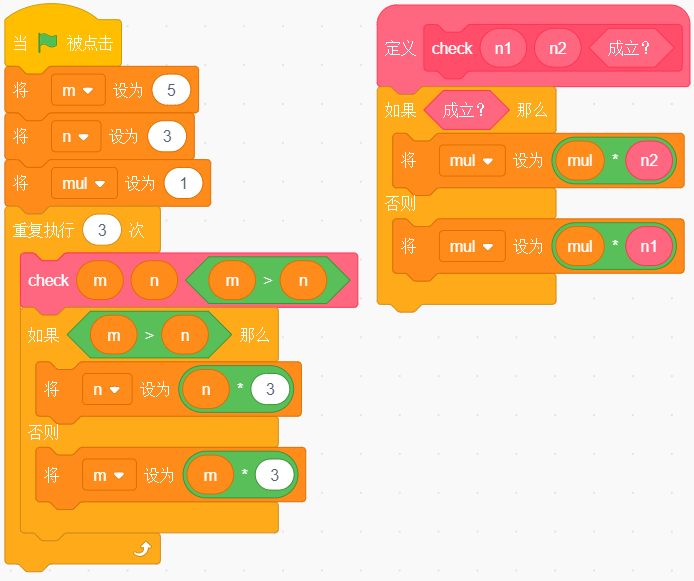 当 被点击
将 m 设为 5
将 n 设为 3
将 mul 设为 1
重复执行 3 次
check m n m > n
如果 m > n 那么
将 n 设为 n * 3
否则
将 m 设为 m * 3
定义 check n1 n2 成立?
如果 成立? 那么
将 mul 设为 mul * n2
否则
将 mul 设为 mul * n1